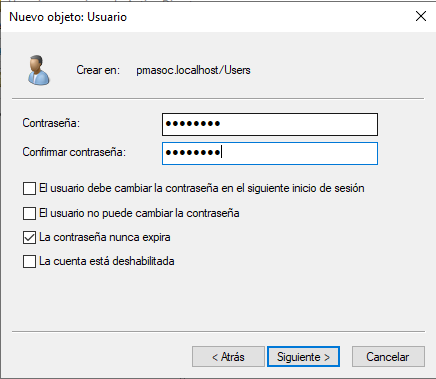 Nuevo objeto: Usuario
Crear en: pmasoc.localhost/Users
Contraseña: ●●●●●●●●
Confirmar contraseña: ●●●●●●●●
El usuario debe cambiar la contraseña en el siguiente inicio de sesión
El usuario no puede cambiar la contraseña
La contraseña nunca expira
La cuenta está deshabilitada
< Atrás Siguiente > Cancelar